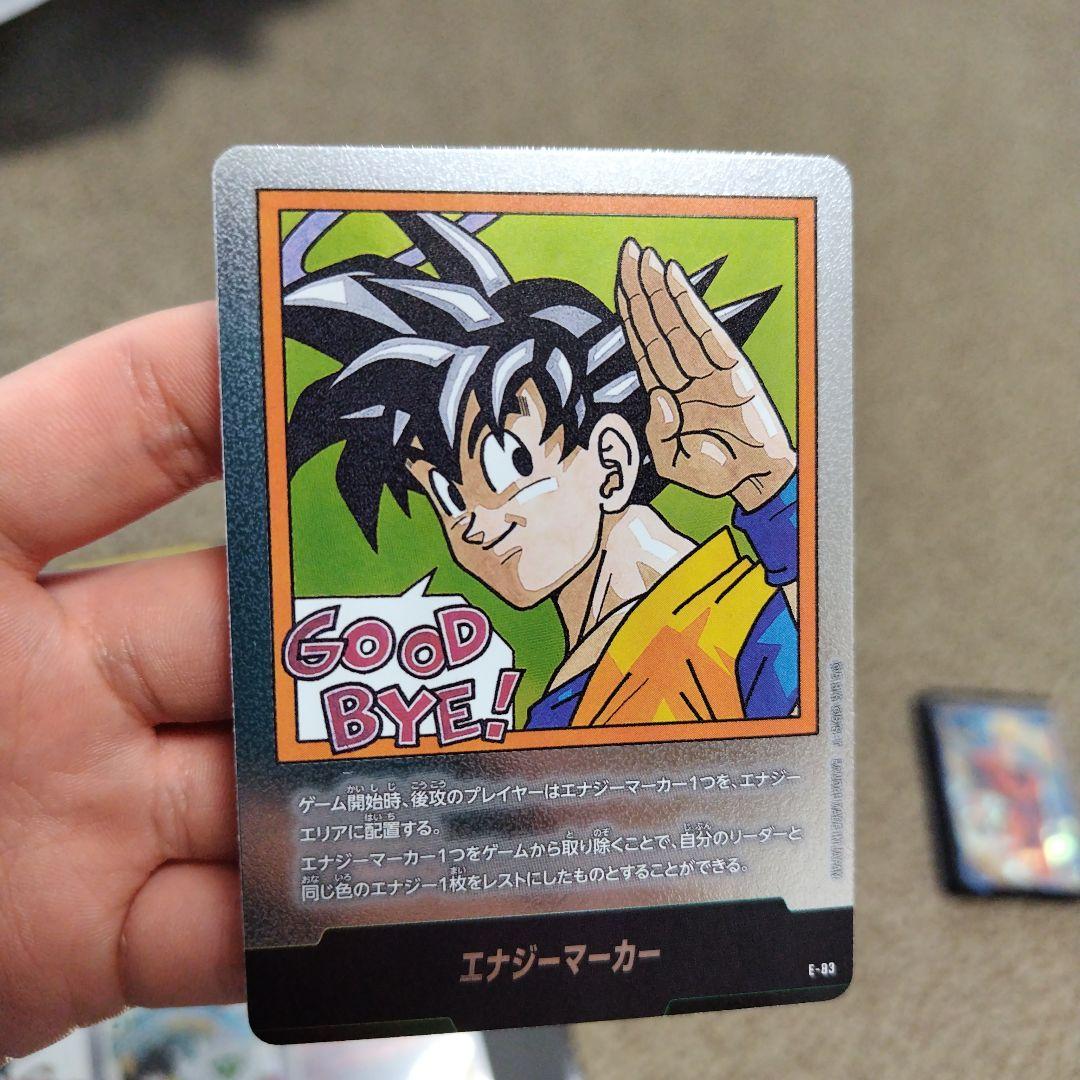 GOOD
BYE!
ゲーム開始時、後攻のプレイヤーはエナジーマーカー1つを、エナジー
エリアに配置する。
エナジーマーカー1つをゲームから取り除くことで、自分のリーダーと
同じ色のエナジー1枚をレストにしたものとすることができる。
エナジーマーカー